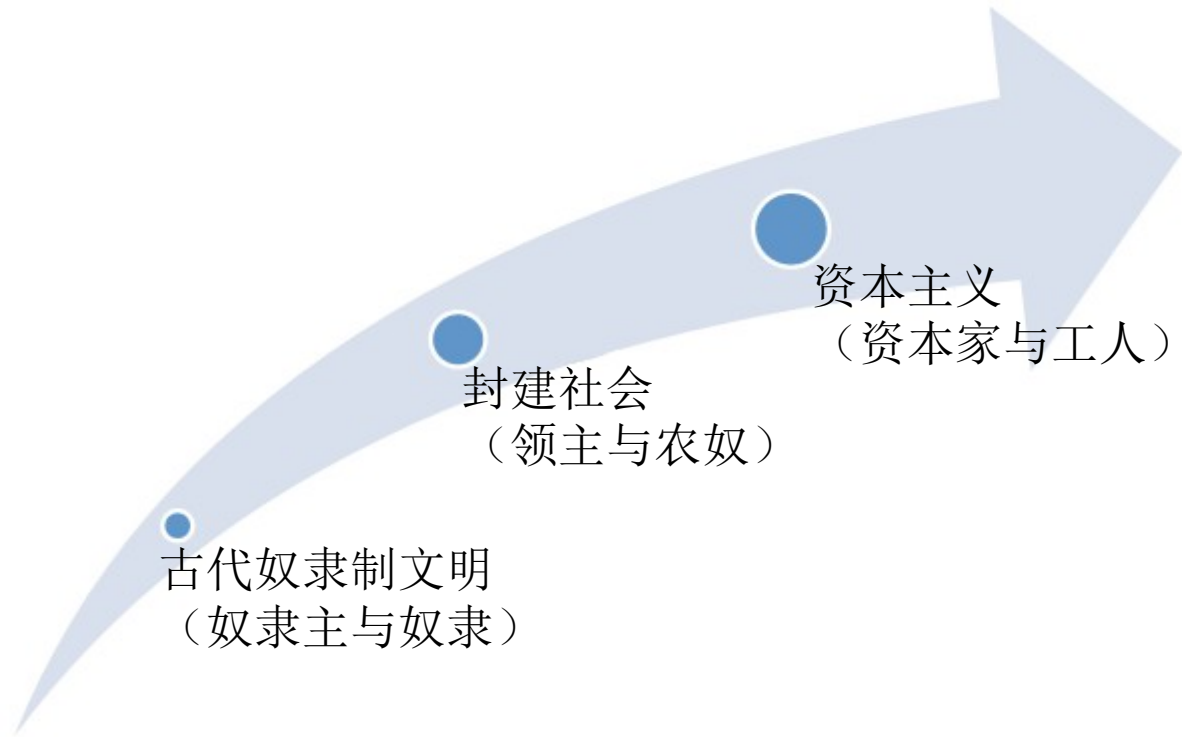 资本主义
（资本家与工人）
封建社会
（领主与农奴）
古代奴隶制文明
（奴隶主与奴隶）